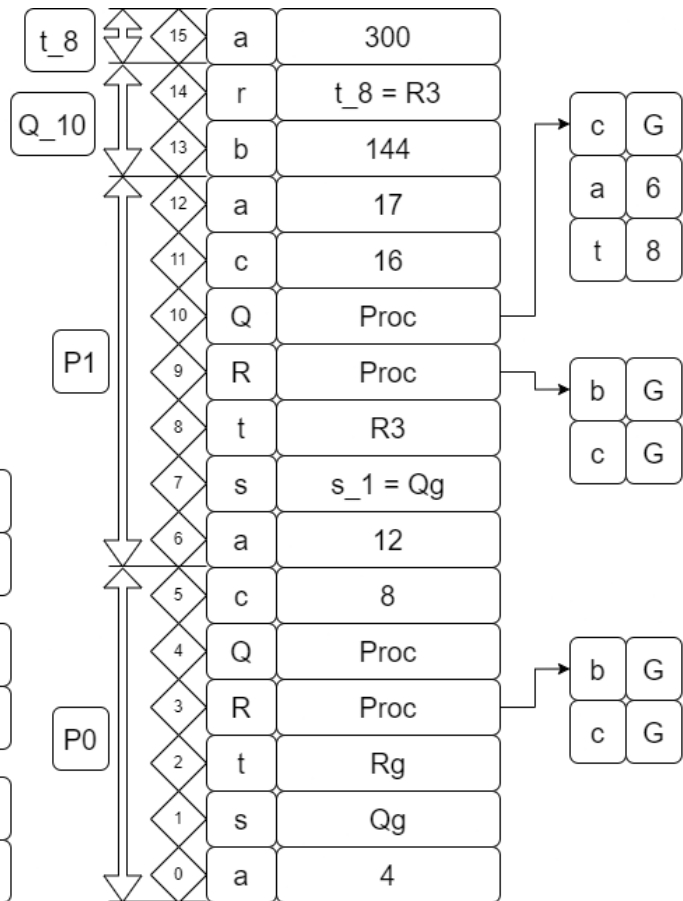 t_8 15 a 300
14 r t_8 = R3
Q_10 13 b 144
c G
a 6
t 8
12 a 17
11 c 16
10 Q Proc
P1 9 R Proc
b G
c G
8 t R3
7 s s_1 = Qg
6 a 12
5 c 8
4 Q Proc
P0 3 R Proc
b G
c G
2 t Rg
1 s Qg
0 a 4